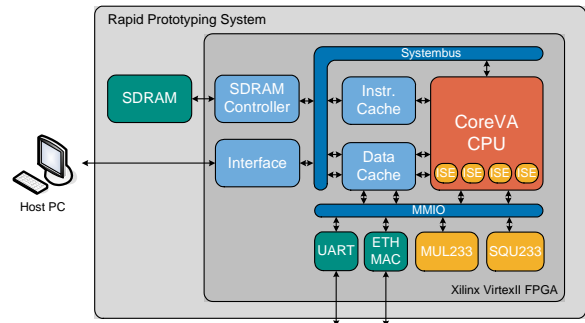 Rapid Prototyping System
Systembus
SDRAM
SDRAM
Controller
Instr.
Cache
CoreVA
CPU
Interface
Data
Cache
ISE ISE ISE ISE
Host PC
MMIO
UART
ETH
MAC
MUL233
SQU233
Xilinx VirtexII FPGA